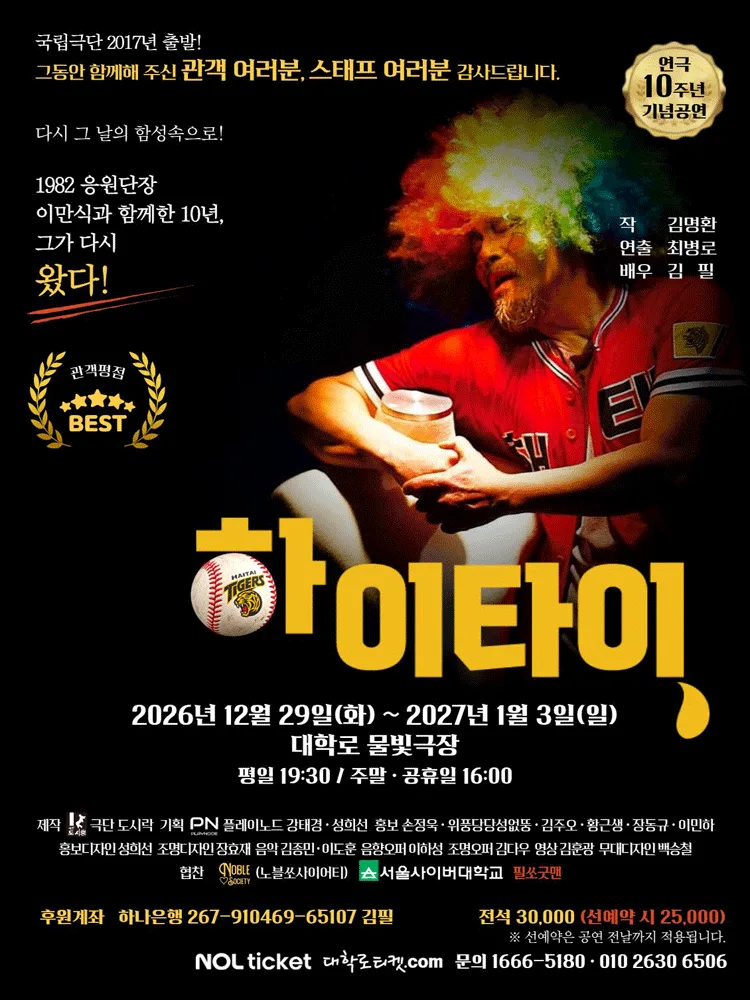 국립극단 2017년 출발!
그동안 함께해 주신 관객 여러분, 스태프 여러분 감사드립니다.
연극
10주년
기념공연
다시 그 날의 함성속으로!
1982 응원단장
이만식과 함께한 10년,
그가 다시
왔다!
작 김명환
연출 최병로
배우 김 필
관객평점
BEST
해태
하이타이
HAITAI
TIGERS
2026년 12월 29일(화) ~ 2027년 1월 3일(일)
대학로 물빛극장
평일 19:30 / 주말 · 공휴일 16:00
제작 극단 도시락 기획 PN PLAYNODE 플레이노드 강태경 · 성희선 홍보 손정욱 · 위풍당당성없뚱 · 김주오 · 황근생 · 장동규 · 이민하
홍보디자인 성희선 조명디자인 장효재 음악 김종민 · 이도훈 음향오퍼 이하성 조명오퍼 김다우 영상 김훈광 무대디자인 백승철
협찬 NOBLE SOCIETY (노블쏘사이어티) 서울사이버대학교 필쏘굿맨
후원계좌 하나은행 267-910469-65107 김필
전석 30,000 (선예약 시 25,000)
※ 선예약은 공연 전날까지 적용됩니다.
NOL ticket 대학로티켓.com 문의 1666-5180 · 010 2630 6506